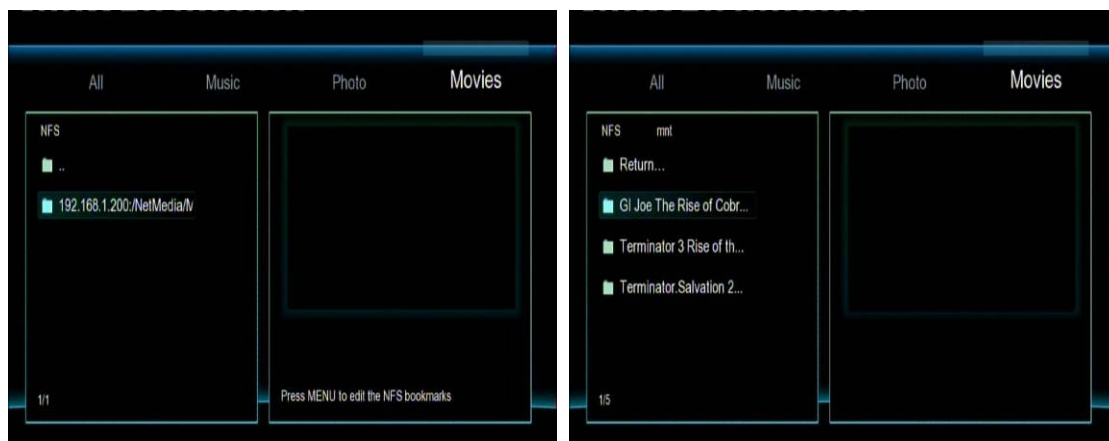 All Music Photo Movies
NFS
..
192.168.1.200:/NetMedia/M
1/1
Press MENU to edit the NFS bookmarks
All Music Photo Movies
NFS mnt
Return...
GI Joe The Rise of Cobr...
Terminator 3 Rise of th...
Terminator.Salvation 2...
1/5